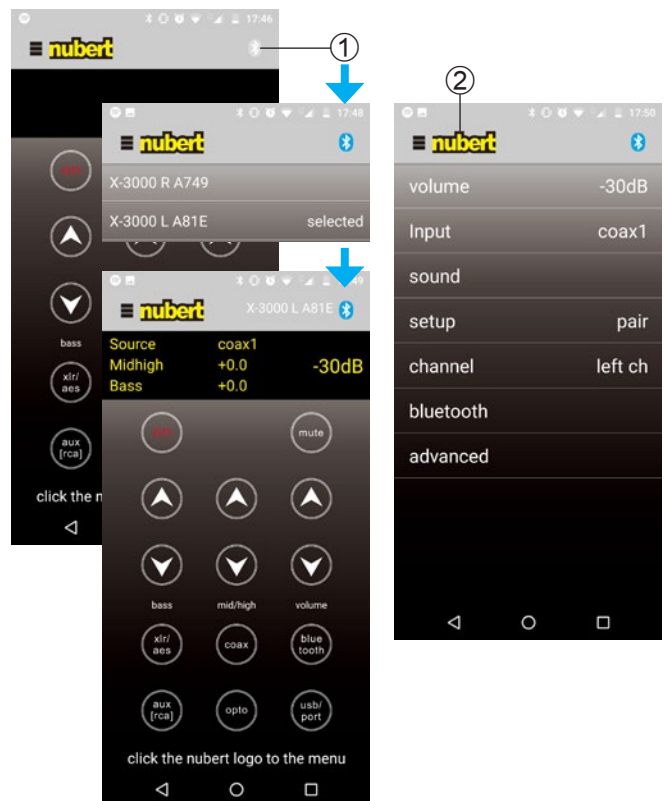 17:46
nubert
1
bass
xlr/
aes
aux
[rca]
click the n
17:48
nubert
X-3000 R A749
X-3000 L A81E selected
49
nubert X-3000 L A81E
Source coax1
Midhigh +0.0 -30dB
Bass +0.0
mute
bass mid/high volume
xlr/
aes
coax
blue
tooth
aux
[rca]
opto
usb/
port
click the nubert logo to the menu
2
17:50
nubert
volume -30dB
Input coax1
sound
setup pair
channel left ch
bluetooth
advanced